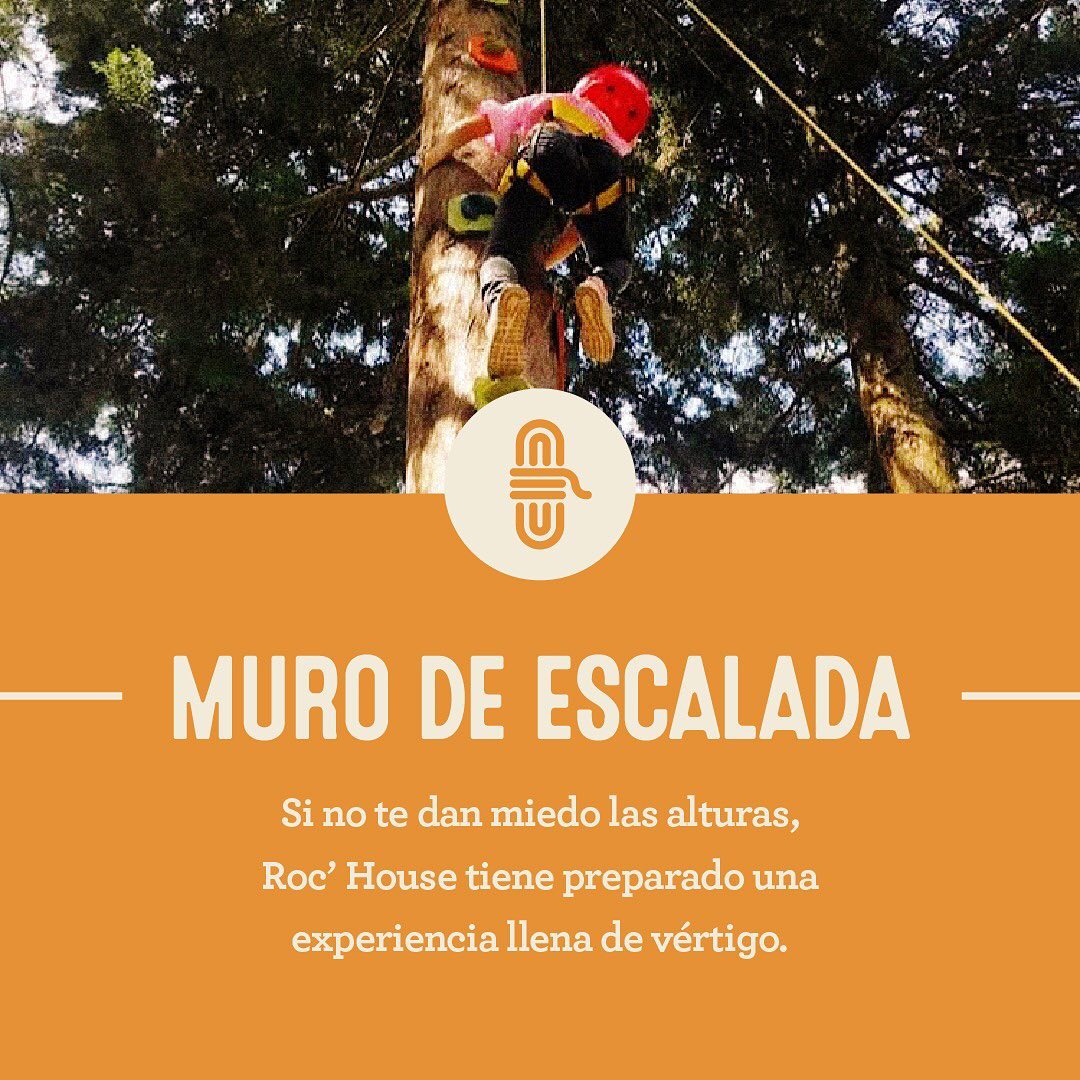 MURO DE ESCALADA
Si no te dan miedo las alturas,
Roc’ House tiene preparado una
experiencia llena de vértigo.